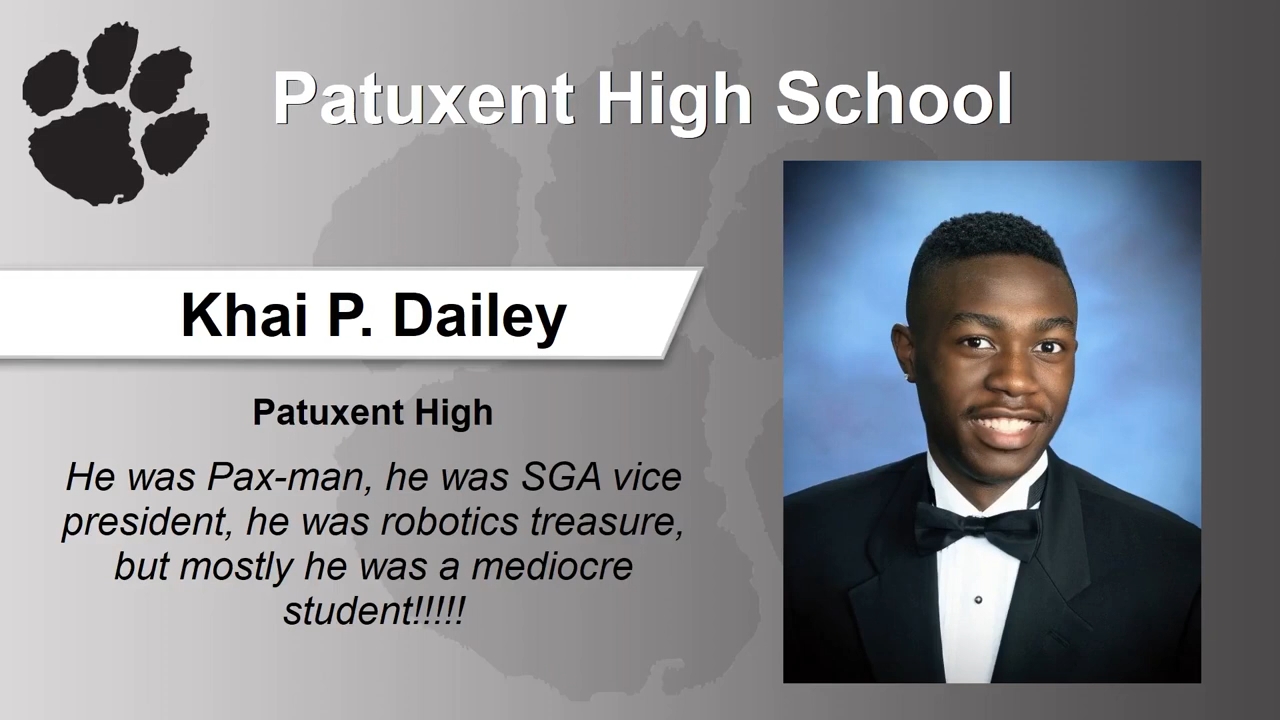 Patuxent High School
Khai P. Dailey
Patuxent High
He was Pax-man, he was SGA vice
president, he was robotics treasure,
but mostly he was a mediocre
student!!!!!